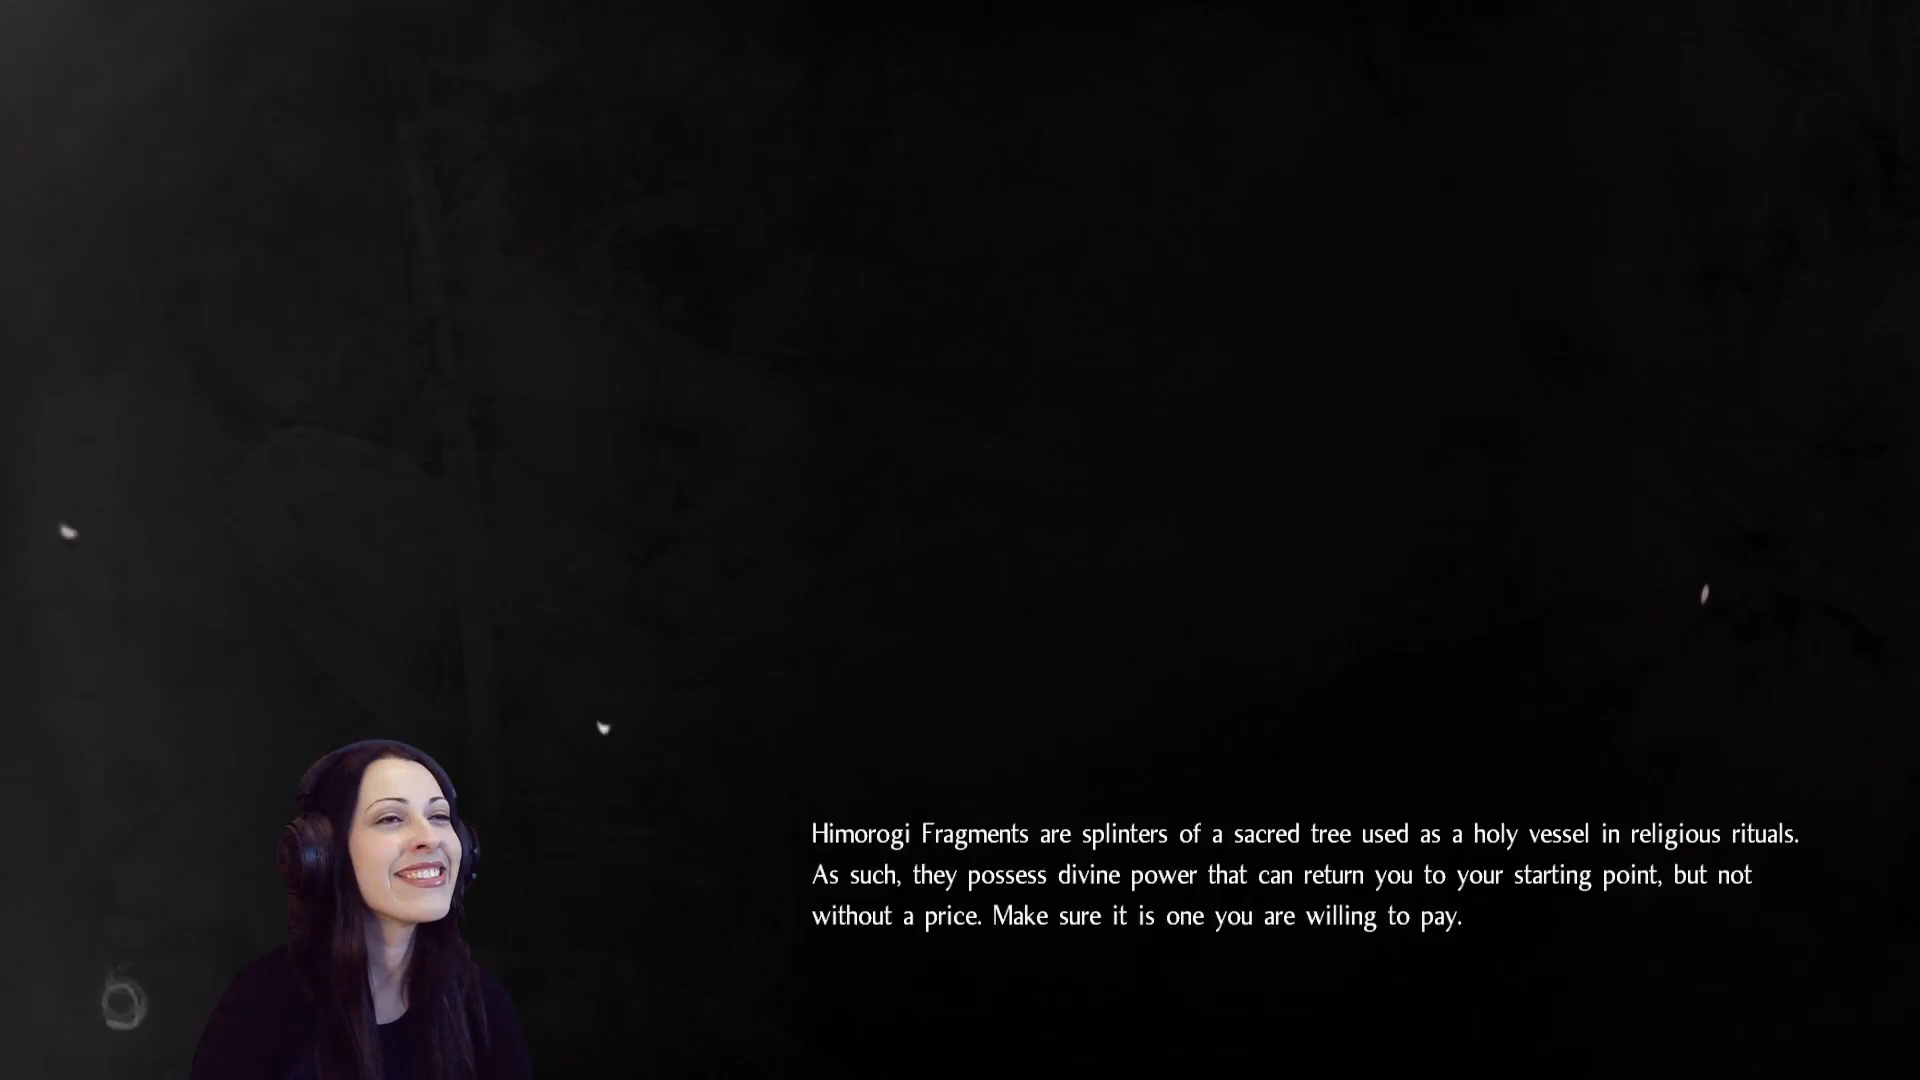 Himorogi Fragments are splinters of a sacred tree used as a holy vessel in religious rituals.
As such, they possess divine power that can return you to your starting point, but not
without a price. Make sure it is one you are willing to pay.